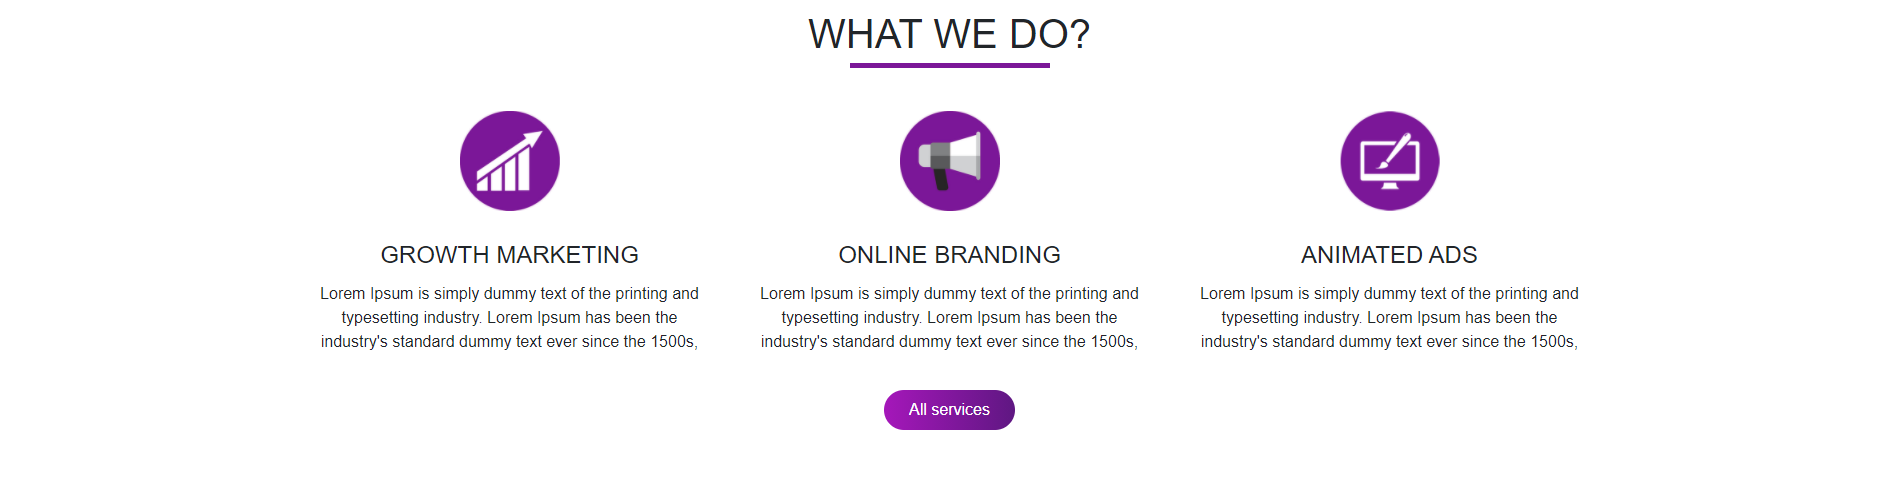 WHAT WE DO?
GROWTH MARKETING
Lorem Ipsum is simply dummy text of the printing and
typesetting industry. Lorem Ipsum has been the
industry's standard dummy text ever since the 1500s,
ONLINE BRANDING
Lorem Ipsum is simply dummy text of the printing and
typesetting industry. Lorem Ipsum has been the
industry's standard dummy text ever since the 1500s,
ANIMATED ADS
Lorem Ipsum is simply dummy text of the printing and
typesetting industry. Lorem Ipsum has been the
industry's standard dummy text ever since the 1500s,
All services